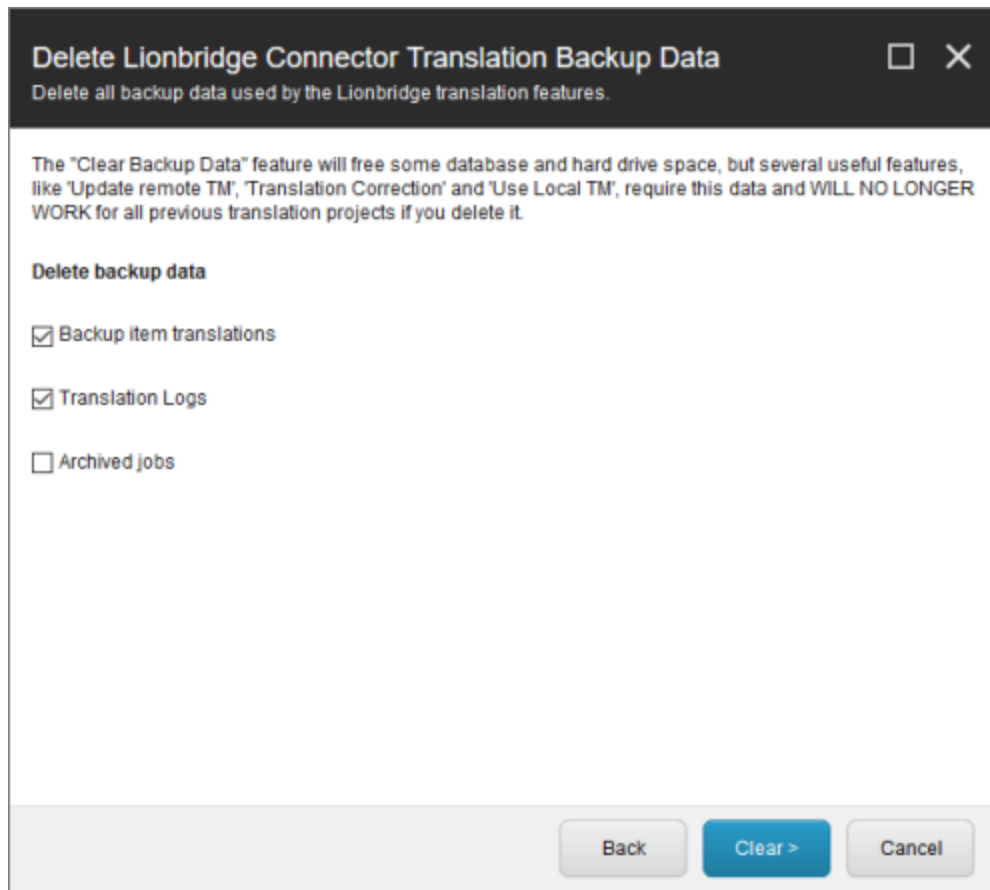 Delete Lionbridge Connector Translation Backup Data
Delete all backup data used by the Lionbridge translation features.
The "Clear Backup Data" feature will free some database and hard drive space, but several useful features,
like 'Update remote TM', 'Translation Correction' and 'Use Local TM', require this data and WILL NO LONGER
WORK for all previous translation projects if you delete it.
Delete backup data
Backup item translations
Translation Logs
Archived jobs
Back
Clear >
Cancel